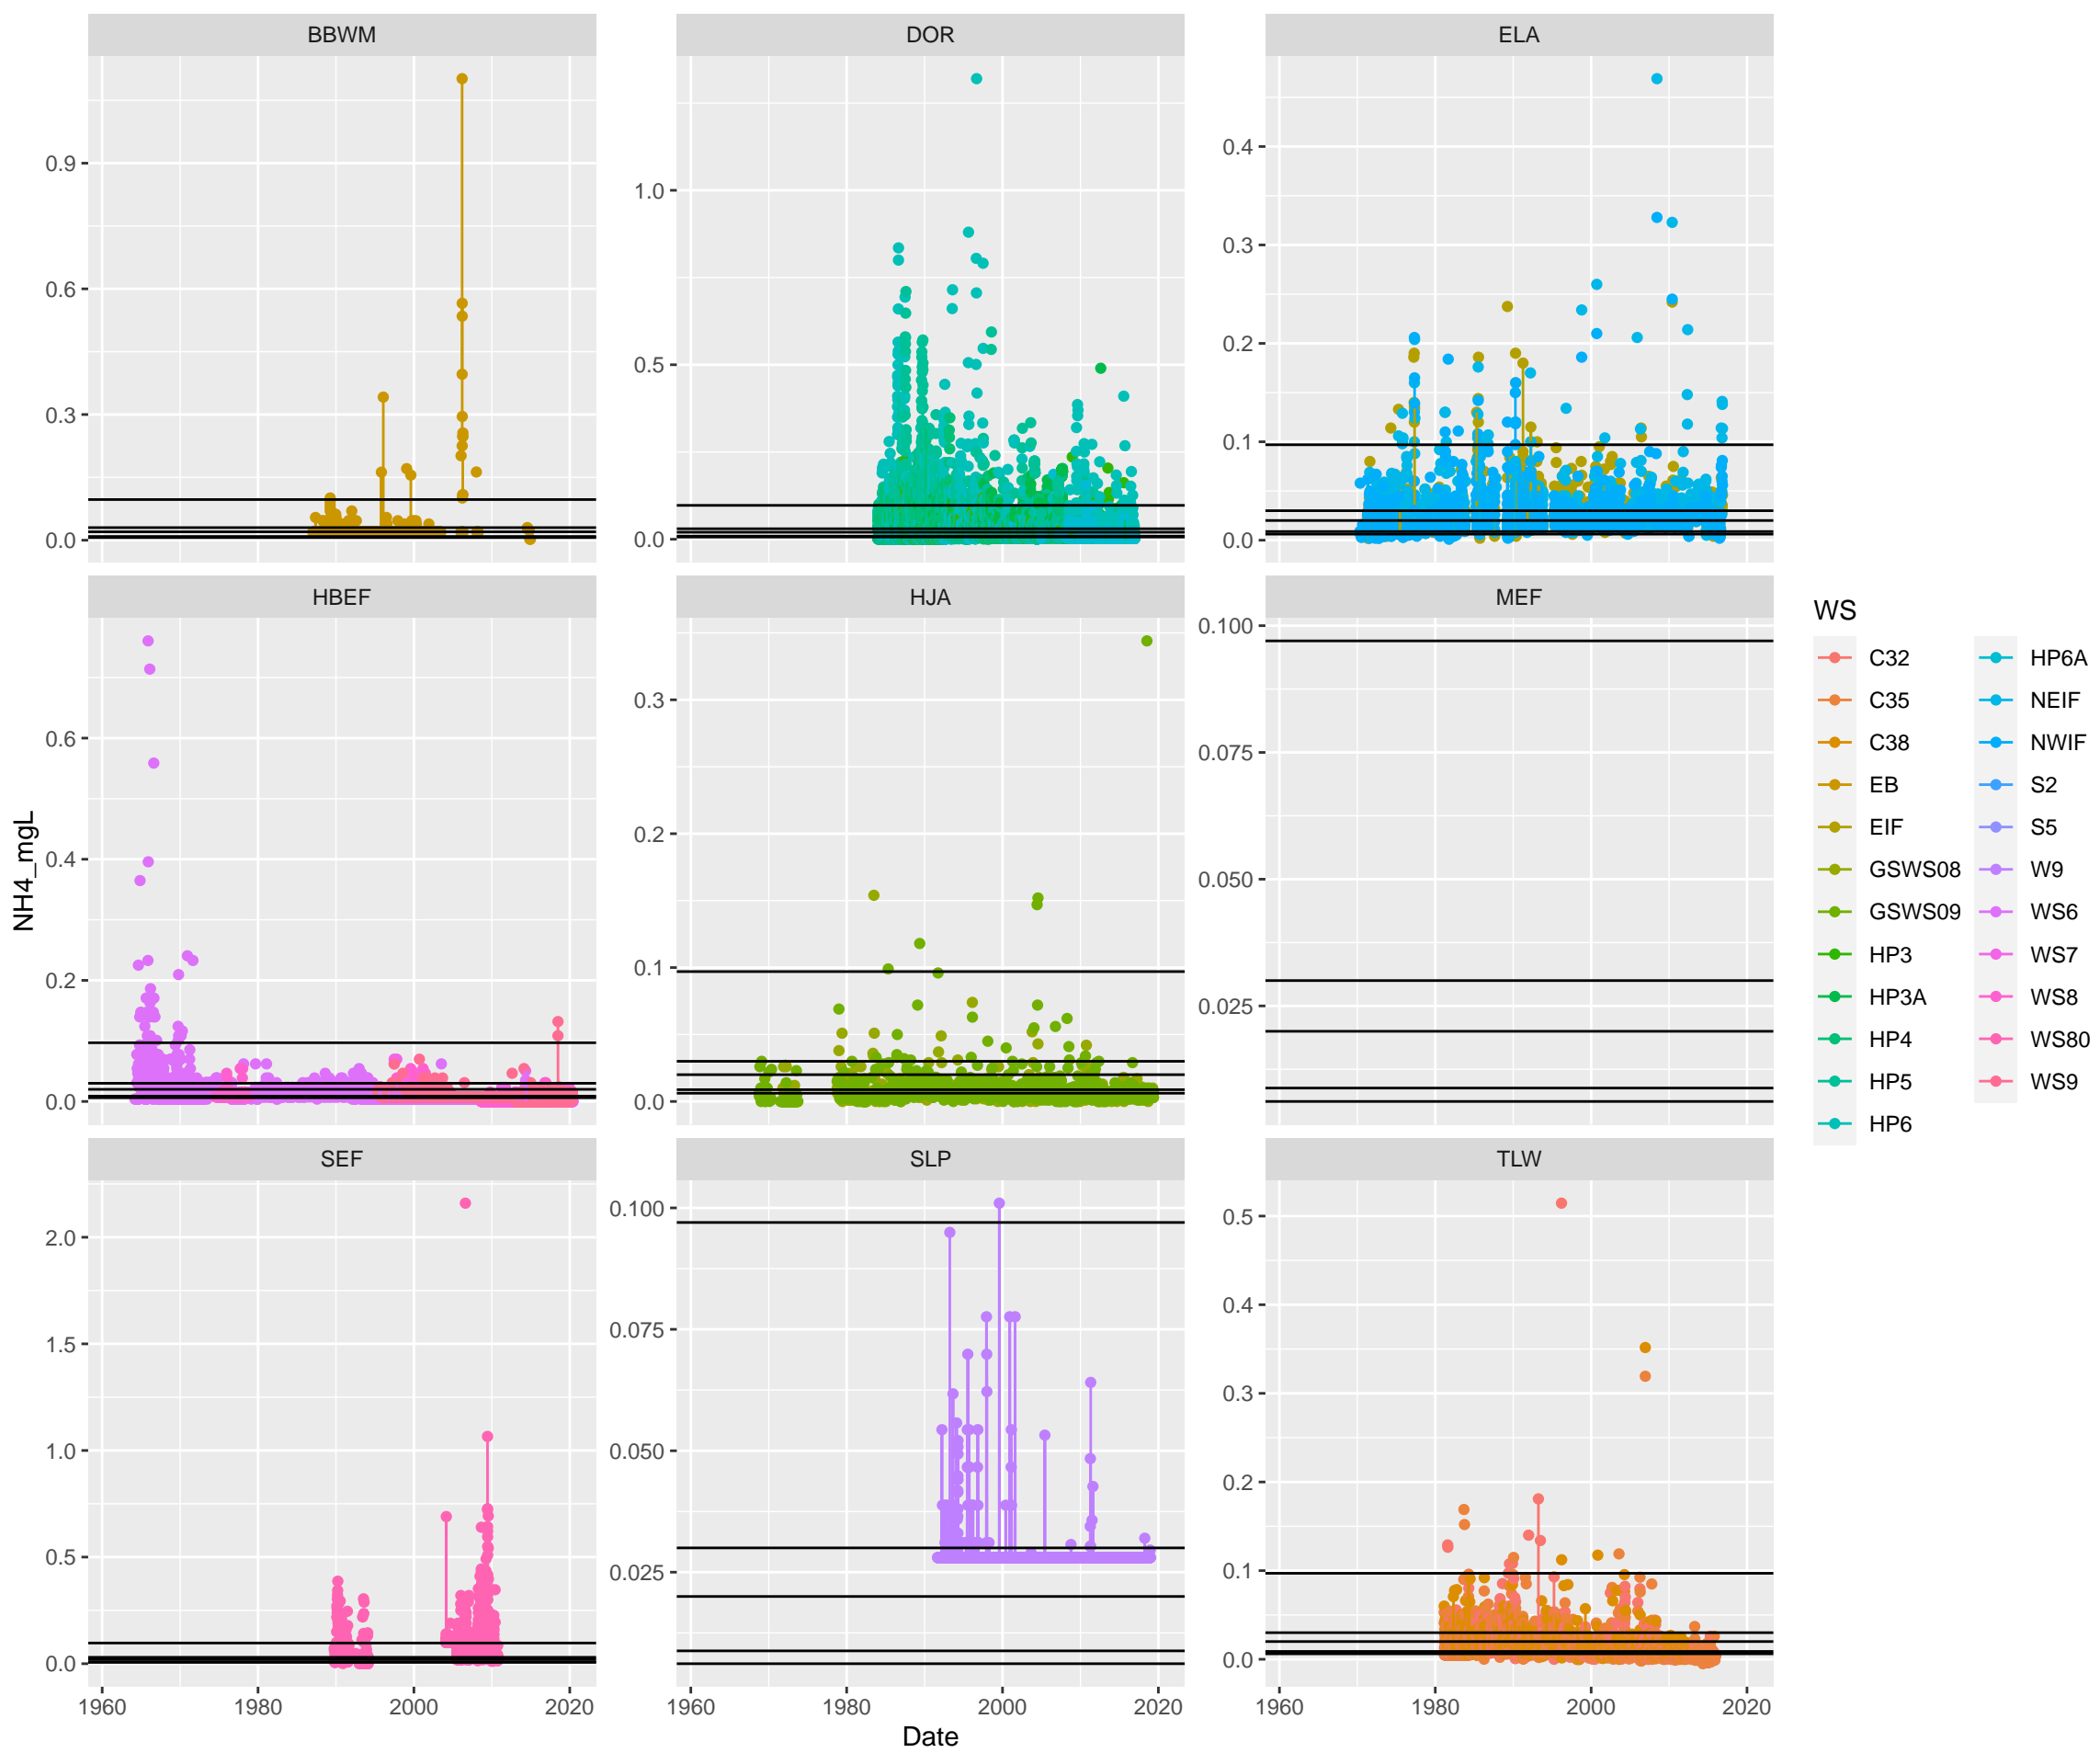 BBWM DOR ELA
0.9
0.6
0.3
0.0
1.0
0.5
0.0
0.4
0.3
0.2
0.1
0.0
HBEF HJA MEF
0.6
0.4
0.2
0.0
0.3
0.2
0.1
0.0
0.100
0.075
0.050
0.025
SEF SLP TLW
2.0
1.5
1.0
0.5
0.0
0.100
0.075
0.050
0.025
0.5
0.4
0.3
0.2
0.1
0.0
1960 1980 2000 2020 1960 1980 2000 2020 1960 1980 2000 2020
Date
NH4_mgL
WS
C32
C35
C38
EB
EIF
GSWS08
GSWS09
HP3
HP3A
HP4
HP5
HP6
HP6A
NEIF
NWIF
S2
S5
W9
WS6
WS7
WS8
WS80
WS9